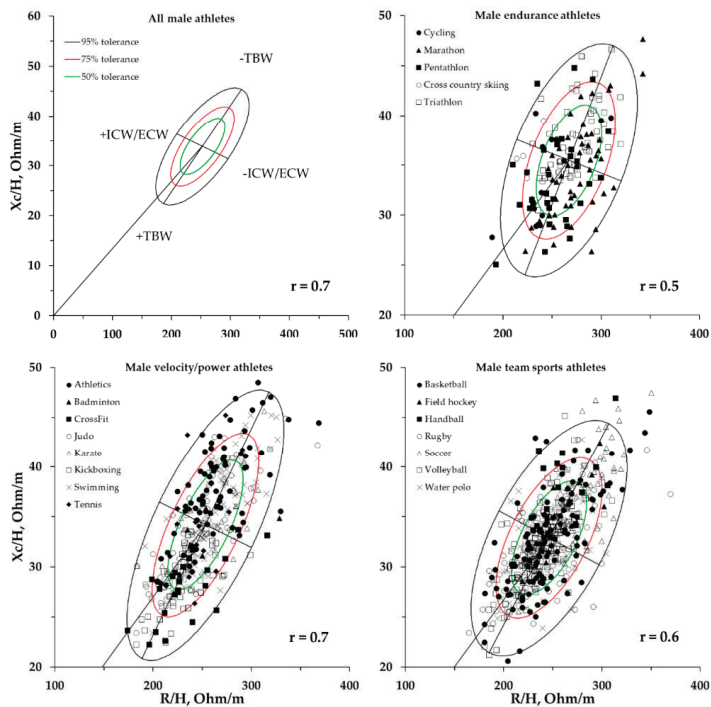 All male athletes
95% tolerance
75% tolerance
50% tolerance
-TBW
+ICW/ECW
-ICW/ECW
+TBW
r = 0.7
Xc/H, Ohm/m
60
50
40
30
20
10
0
0
100
200
300
400
500
Male endurance athletes
Cycling
Marathon
Pentathlon
Cross country skiing
Triathlon
r = 0.5
50
40
30
20
100
200
300
400
Male velocity/power athletes
Athletics
Badminton
CrossFit
Judo
Karate
Kickboxing
Swimming
Tennis
r = 0.7
Xc/H, Ohm/m
50
40
30
20
100
200
300
400
R/H, Ohm/m
Male team sports athletes
Basketball
Field hockey
Handball
Rugby
Soccer
Volleyball
Water polo
r = 0.6
50
40
30
20
100
200
300
400
R/H, Ohm/m